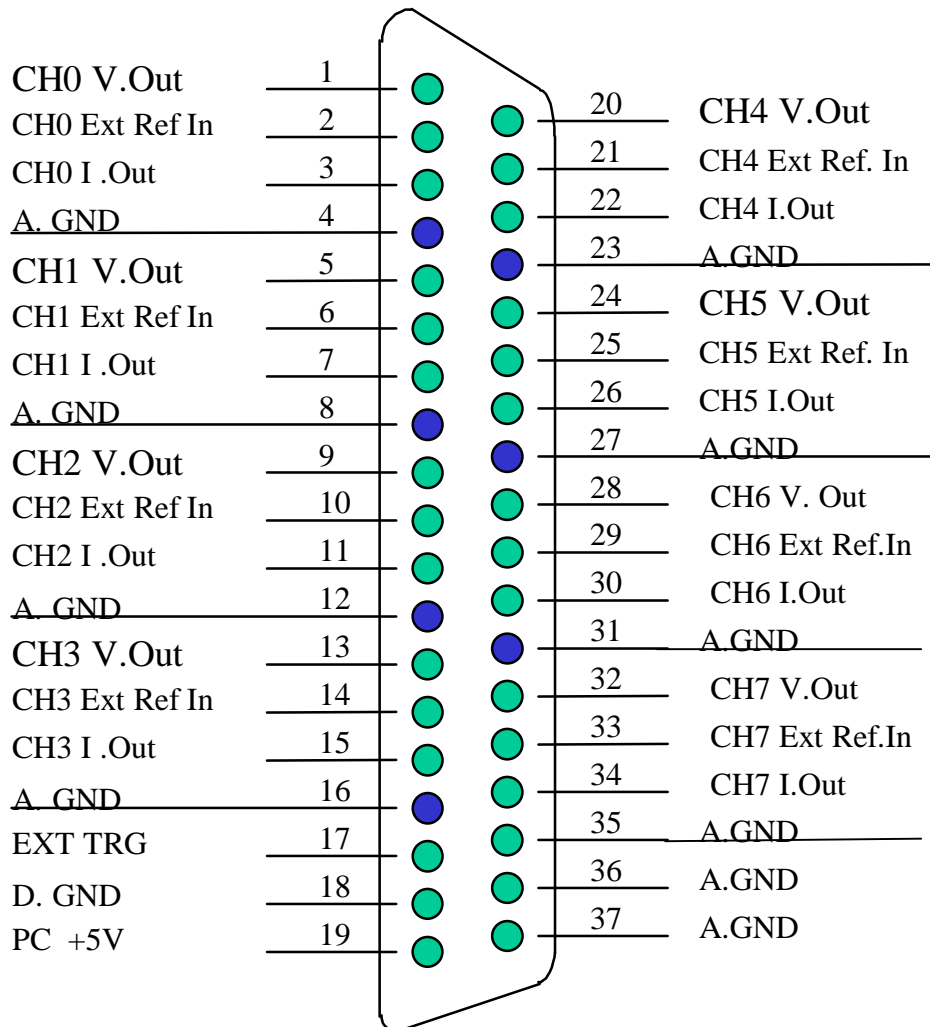 CH0 V.Out 1
CH0 Ext Ref In 2
CH0 I .Out 3
A. GND 4
CH1 V.Out 5
CH1 Ext Ref In 6
CH1 I .Out 7
A. GND 8
CH2 V.Out 9
CH2 Ext Ref In 10
CH2 I .Out 11
A. GND 12
CH3 V.Out 13
CH3 Ext Ref In 14
CH3 I .Out 15
A. GND 16
EXT TRG 17
D. GND 18
PC +5V 19
20 CH4 V.Out
21 CH4 Ext Ref. In
22 CH4 I.Out
23 A.GND
24 CH5 V.Out
25 CH5 Ext Ref. In
26 CH5 I.Out
27 A.GND
28 CH6 V. Out
29 CH6 Ext Ref.In
30 CH6 I.Out
31 A.GND
32 CH7 V.Out
33 CH7 Ext Ref.In
34 CH7 I.Out
35 A.GND
36 A.GND
37 A.GND